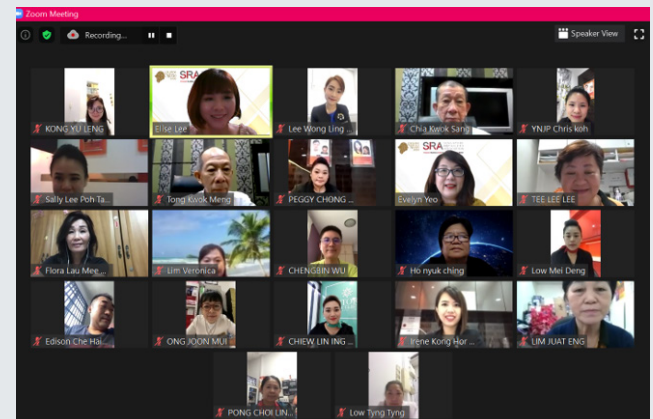 Zoom Meeting
Recording...
Speaker View
KONG YU LENG
SRA
Elise Lee
Lee Wong Ling ...
Chia Kwok Sang
YNJP Chris koh
Sally Lee Poh Ta...
Tong Kwok Meng
PEGGY CHONG ...
SRA
Evelyn Yeo
TEE LEE LEE
Flora Lau Mee ...
Lim Veronica
CHENGBIN WU
Ho nyuk ching
Low Mei Deng
Edison Che Hai
ONG JOON MUI
CHIEW LIN ING ...
Irene Kong Hor ...
LIM JUAT ENG
PONG CHOI LIN...
Low Tyng Tyng